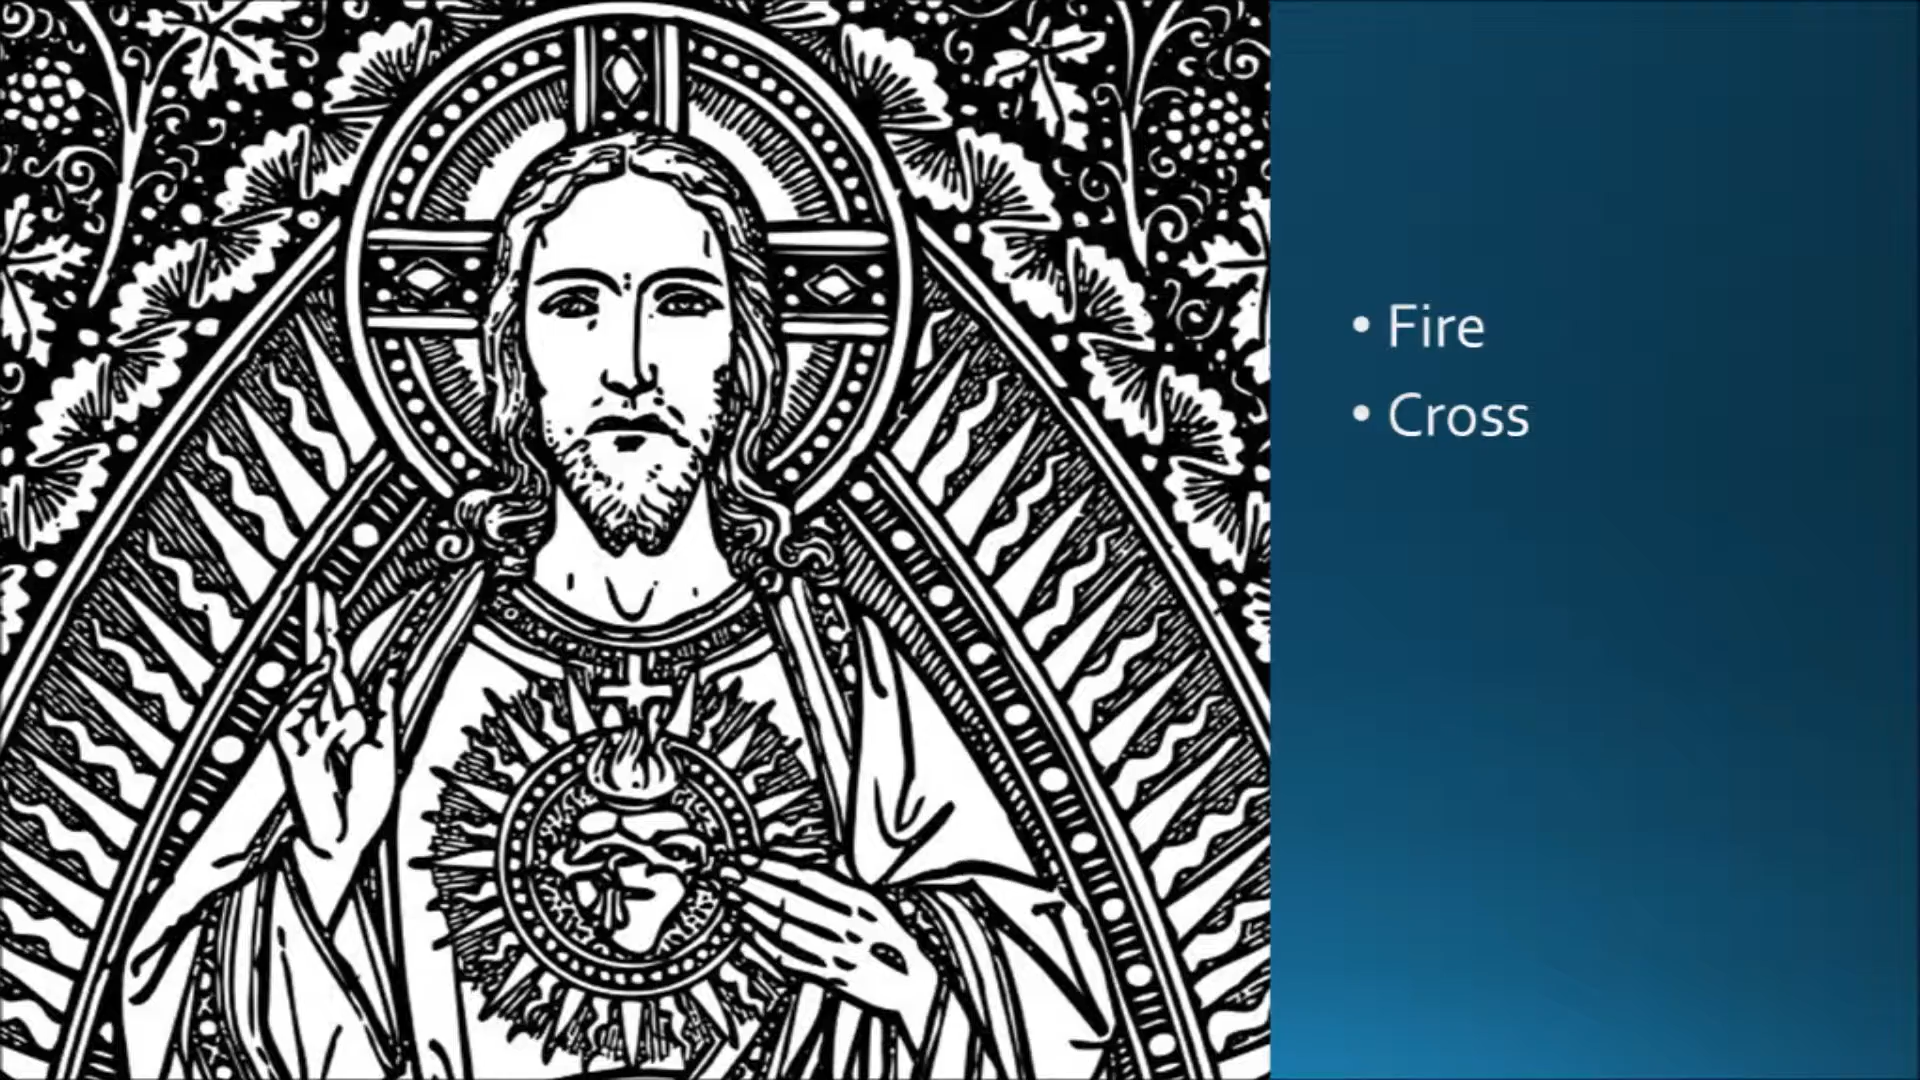 • Fire
• Cross